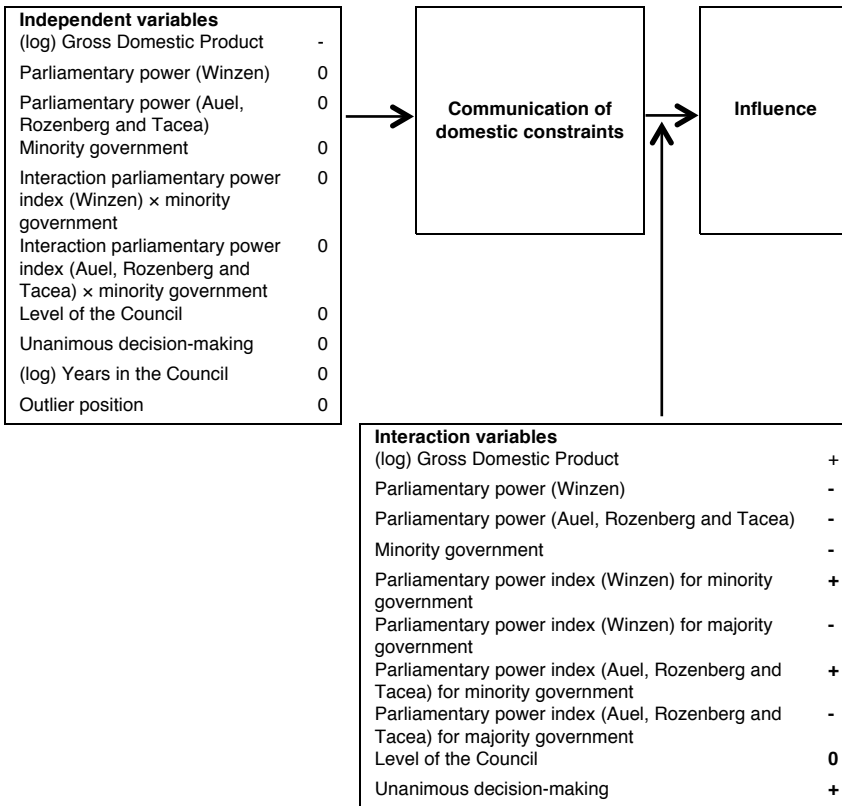 Independent variables
(log) Gross Domestic Product -
Parliamentary power (Winzen) 0
Parliamentary power (Auel, 0
Rozenberg and Tacea)
Minority government 0
Interaction parliamentary power 0
index (Winzen) × minority
government
Interaction parliamentary power 0
index (Auel, Rozenberg and
Tacea) × minority government
Level of the Council 0
Unanimous decision-making 0
(log) Years in the Council 0
Outlier position 0
Communication of
domestic constraints
Influence
Interaction variables
(log) Gross Domestic Product +
Parliamentary power (Winzen) -
Parliamentary power (Auel, Rozenberg and Tacea) -
Minority government -
Parliamentary power index (Winzen) for minority +
government
Parliamentary power index (Winzen) for majority -
government
Parliamentary power index (Auel, Rozenberg and +
Tacea) for minority government
Parliamentary power index (Auel, Rozenberg and -
Tacea) for majority government
Level of the Council 0
Unanimous decision-making +